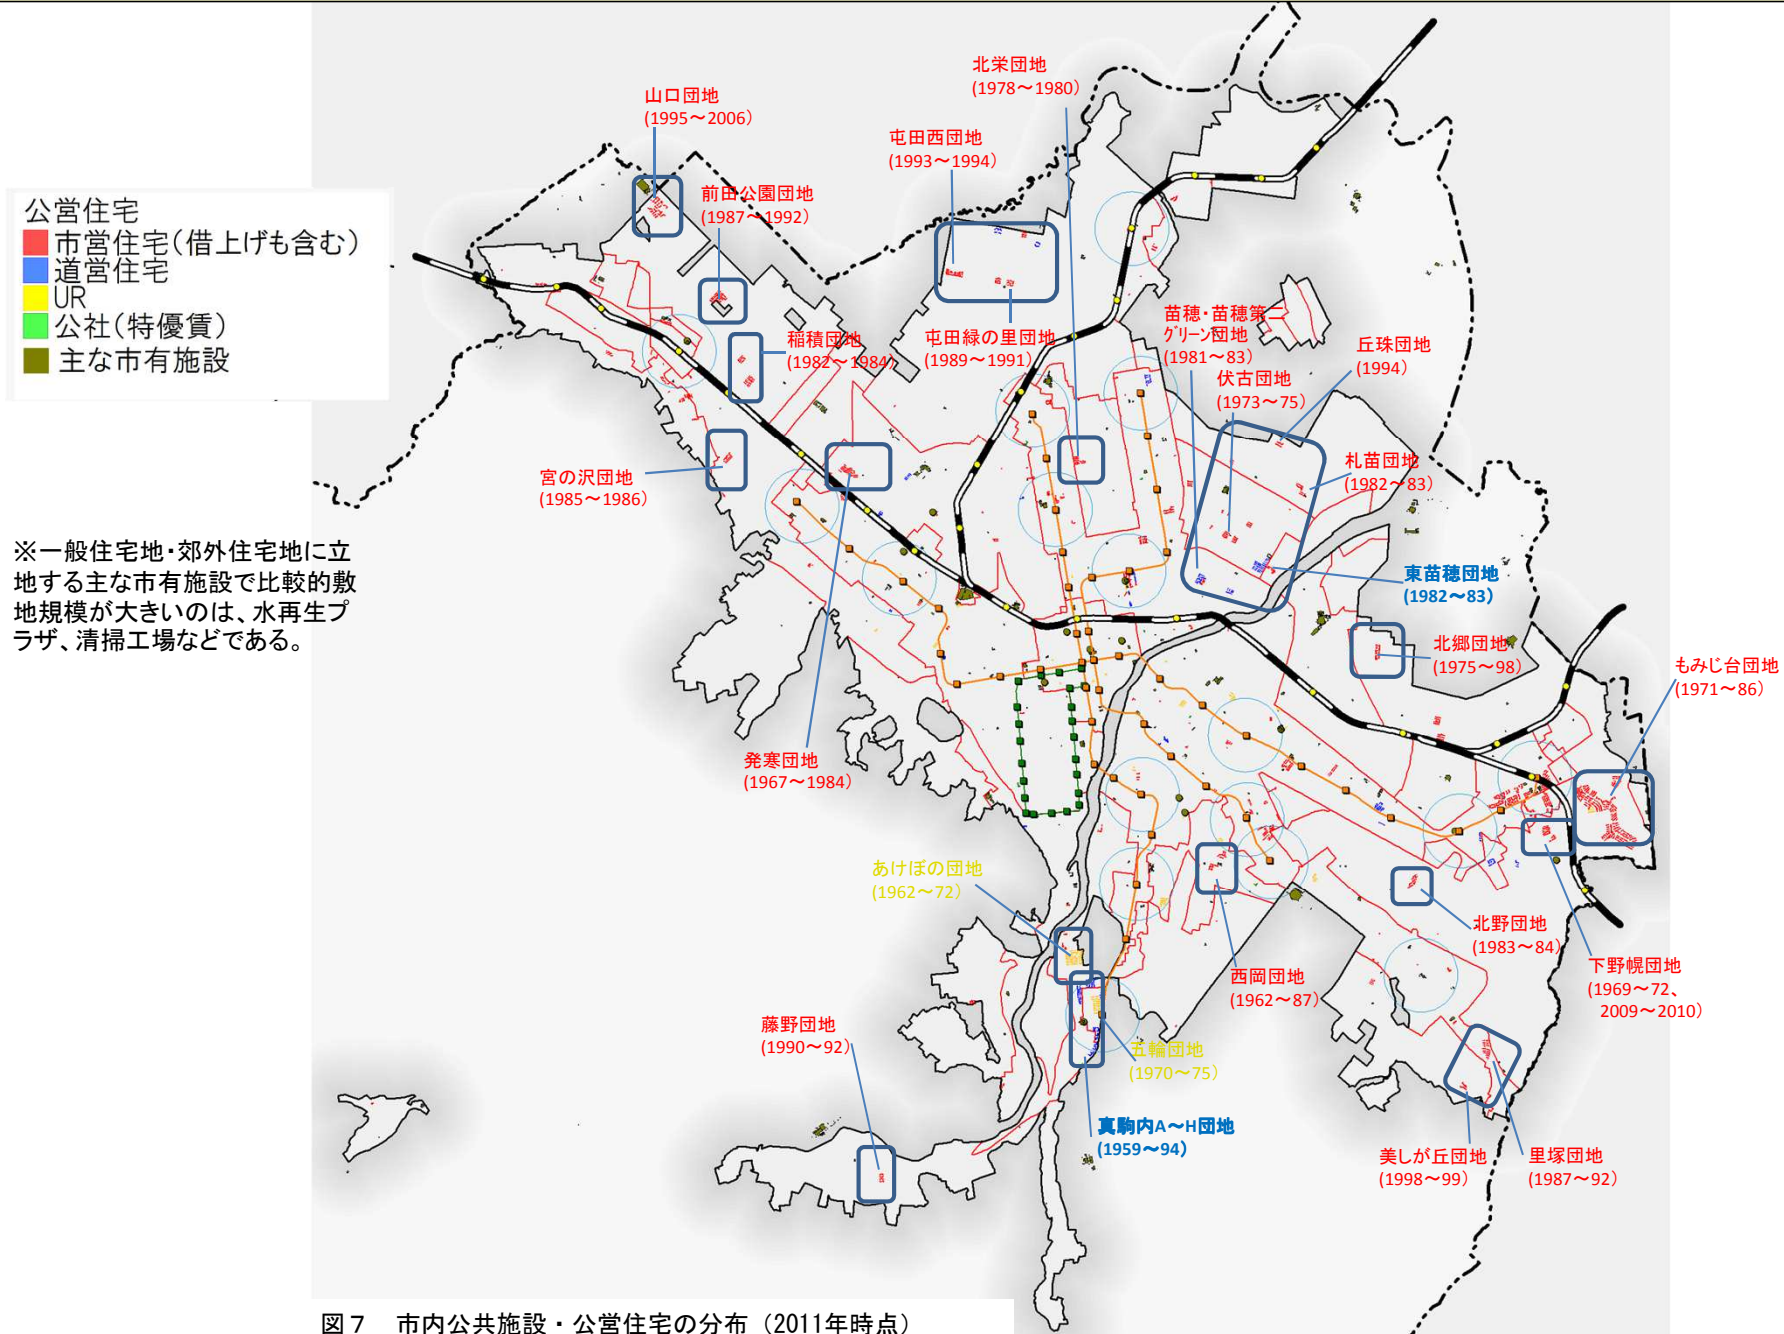 北栄団地
(1978～1980)
山口団地
(1995～2006)
屯田西団地
(1993～1994)
前田公園団地
(1987～1992)
公営住宅
市営住宅(借上げも含む)
道営住宅
UR
公社(特優賃)
主な市有施設
稲積団地
(1982～1984)
屯田緑の里団地
(1989～1991)
苗穂・苗穂第二
グリーン団地
(1981～83)
丘珠団地
(1994)
伏古団地
(1973～75)
札苗団地
(1982～83)
宮の沢団地
(1985～1986)
※一般住宅地・郊外住宅地に立
地する主な市有施設で比較的敷
地規模が大きいのは、水再生プ
ラザ、清掃工場などである。
東苗穂団地
(1982～83)
北郷団地
(1975～98)
もみじ台団地
(1971～86)
発寒団地
(1967～1984)
あけぼの団地
(1962～72)
北野団地
(1983～84)
西岡団地
(1962～87)
下野幌団地
(1969～72、
2009～2010)
藤野団地
(1990～92)
五輪団地
(1970～75)
真駒内A～H団地
(1959～94)
美しが丘団地
(1998～99)
里塚団地
(1987～92)
図７ 市内公共施設・公営住宅の分布（2011年時点）